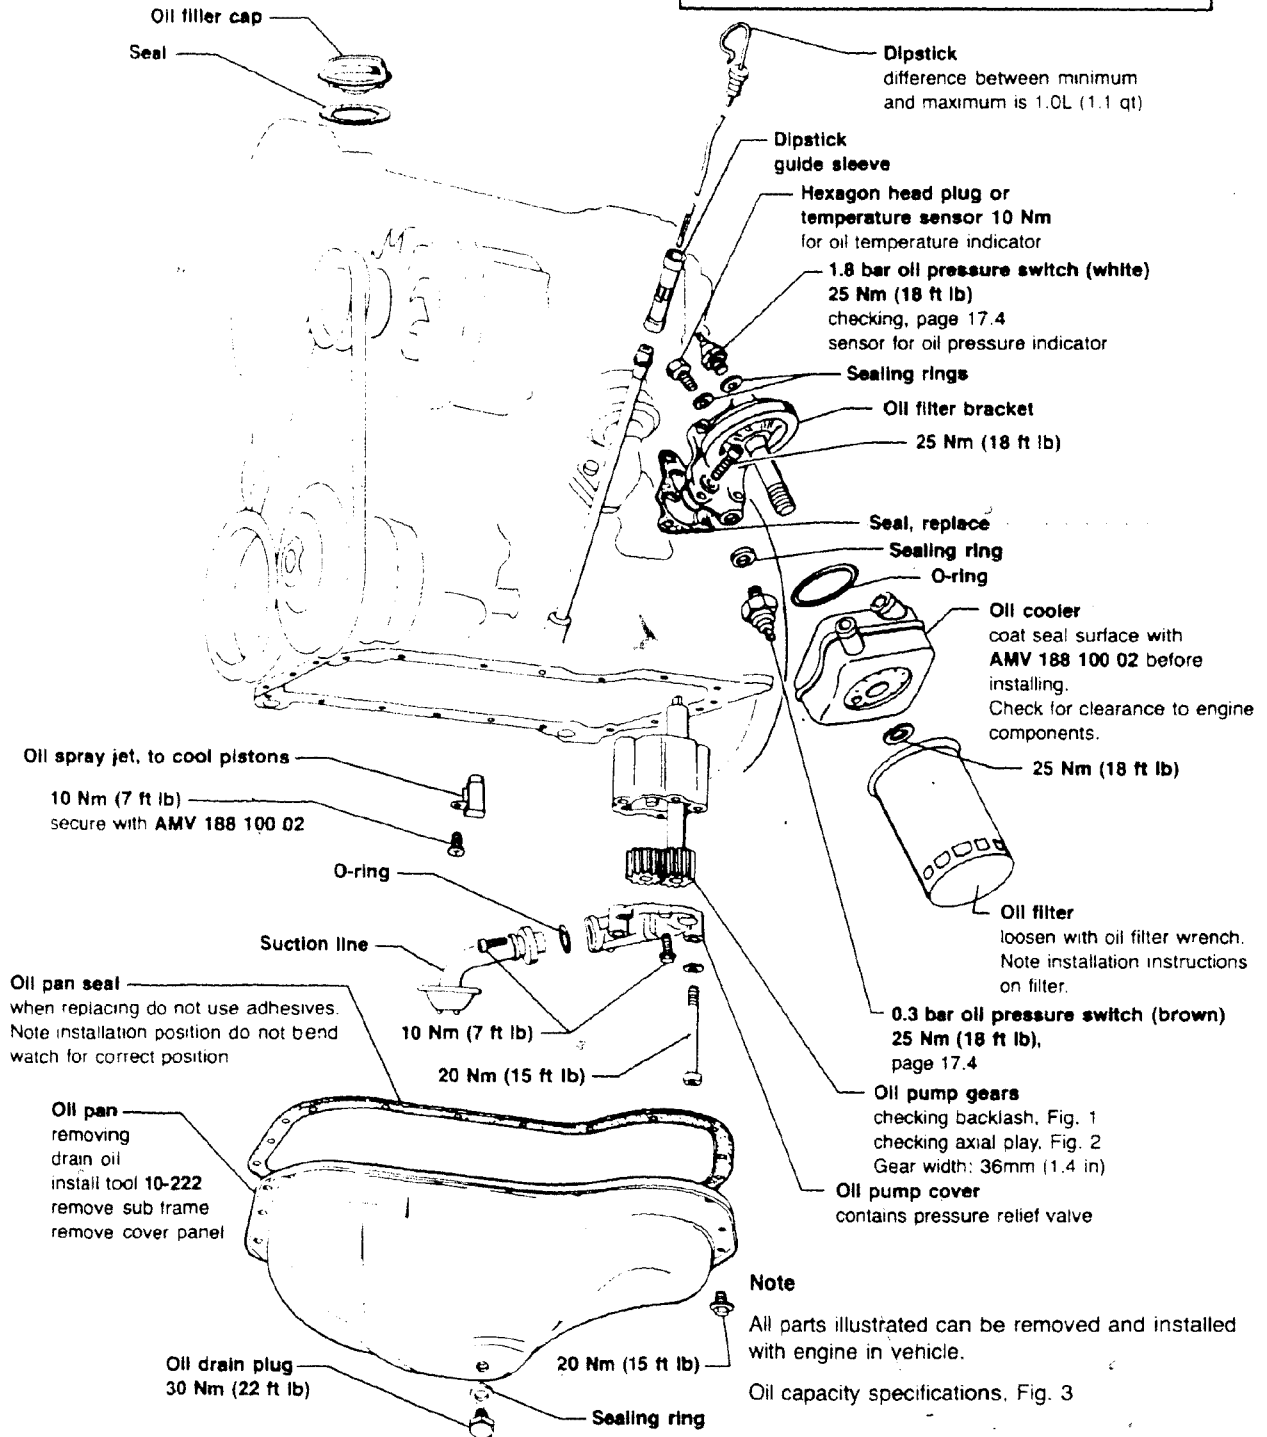 Oil filler cap
Seal
Dipstick
difference between minimum
and maximum is 1.0L (1.1 qt)
Dipstick
guide sleeve
Hexagon head plug or
temperature sensor 10 Nm
for oil temperature indicator
1.8 bar oil pressure switch (white)
25 Nm (18 ft lb)
checking, page 17.4
sensor for oil pressure indicator
Sealing rings
Oil filter bracket
25 Nm (18 ft lb)
Seal, replace
Sealing ring
O-ring
Oil cooler
coat seal surface with
AMV 188 100 02 before
installing.
Check for clearance to engine
components.
25 Nm (18 ft lb)
Oil spray jet, to cool pistons
10 Nm (7 ft lb)
secure with AMV 188 100 02
O-ring
Suction line
Oil filter
loosen with oil filter wrench.
Note installation instructions
on filter.
Oil pan seal
when replacing do not use adhesives.
Note installation position do not bend
watch for correct position
10 Nm (7 ft lb)
20 Nm (15 ft lb)
0.3 bar oil pressure switch (brown)
25 Nm (18 ft lb),
page 17.4
Oil pump gears
checking backlash, Fig. 1
checking axial play, Fig. 2
Gear width: 36mm (1.4 in)
Oil pump cover
contains pressure relief valve
Oil pan
removing
drain oil
install tool 10-222
remove sub frame
remove cover panel
Note
All parts illustrated can be removed and installed
with engine in vehicle.
Oil capacity specifications, Fig. 3
20 Nm (15 ft lb)
Oil drain plug
30 Nm (22 ft lb)
Sealing ring